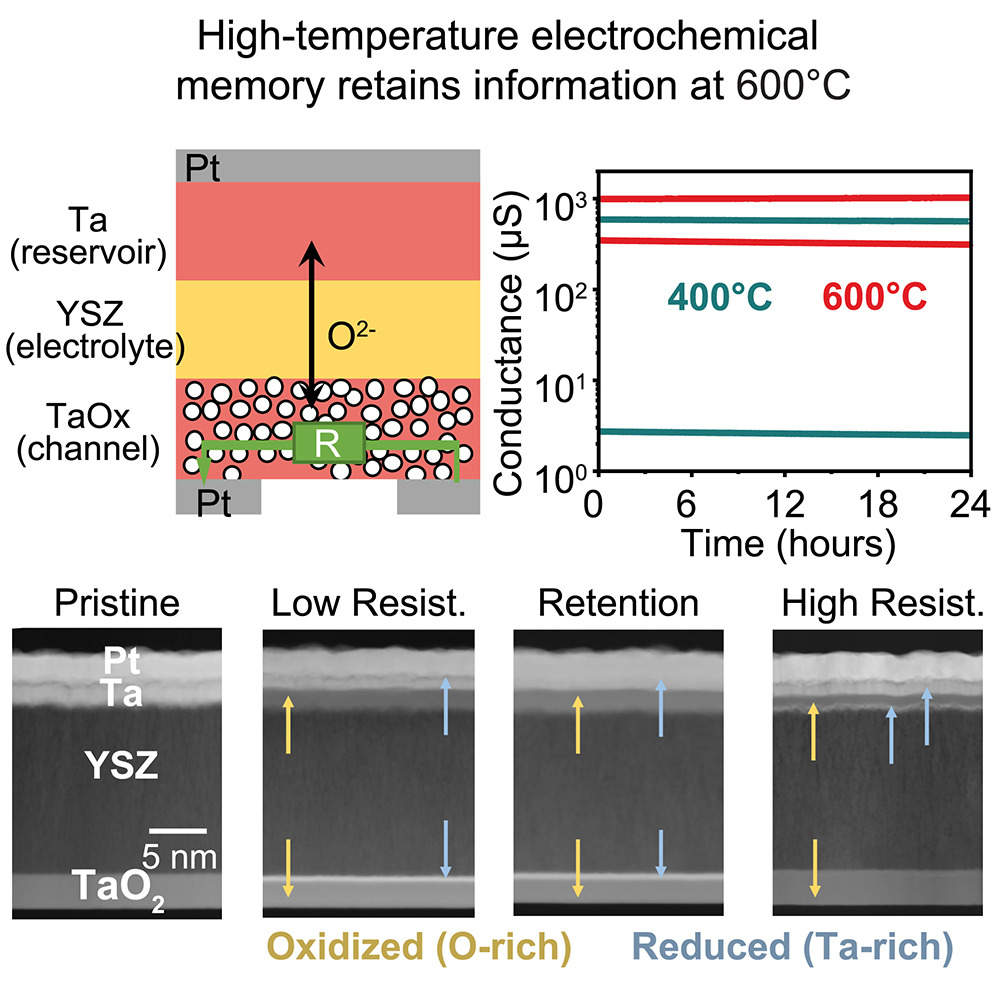 High-temperature electrochemical
memory retains information at 600°C
Pt
Ta
(reservoir)
YSZ
(electrolyte)
O²⁻
TaOx
(channel)
R
Pt
Conductance (µS)
10³
10²
10¹
10⁰
400°C 600°C
0 6 12 18 24
Time (hours)
Pristine
Low Resist.
Retention
High Resist.
Pt
Ta
YSZ
5 nm
TaO₂
Oxidized (O-rich)
Reduced (Ta-rich)